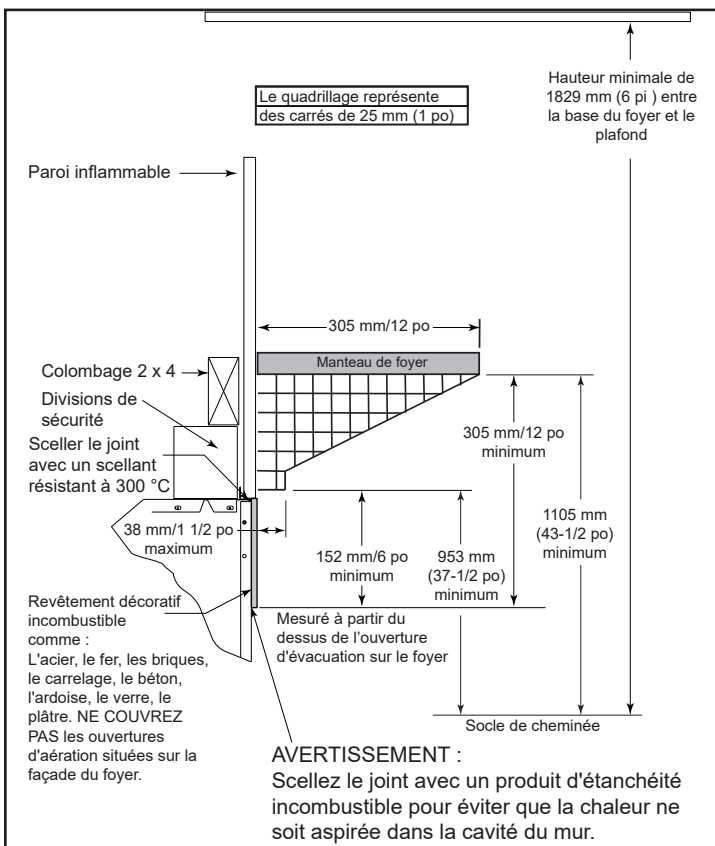 Hauteur minimale de
1829 mm (6 pi ) entre
la base du foyer et le
plafond
Le quadrillage représente
des carrés de 25 mm (1 po)
Paroi inflammable
305 mm/12 po
Manteau de foyer
Colombage 2 x 4
Divisions de
sécurité
Sceller le joint
avec un scellant
résistant à 300 °C
305 mm/12 po
minimum
1105 mm
(43-1/2 po)
minimum
38 mm/1 1/2 po
maximum
152 mm/6 po
minimum
953 mm
(37-1/2 po)
minimum
Revêtement décoratif
incombustible
comme :
L'acier, le fer, les briques,
le carrelage, le béton,
l'ardoise, le verre, le
plâtre. NE COUVREZ
PAS les ouvertures
d'aération situées sur la
façade du foyer.
Mesuré à partir du
dessus de l’ouverture
d'évacuation sur le foyer
Socle de cheminée
AVERTISSEMENT :
Scellez le joint avec un produit d'étanchéité
incombustible pour éviter que la chaleur ne
soit aspirée dans la cavité du mur.